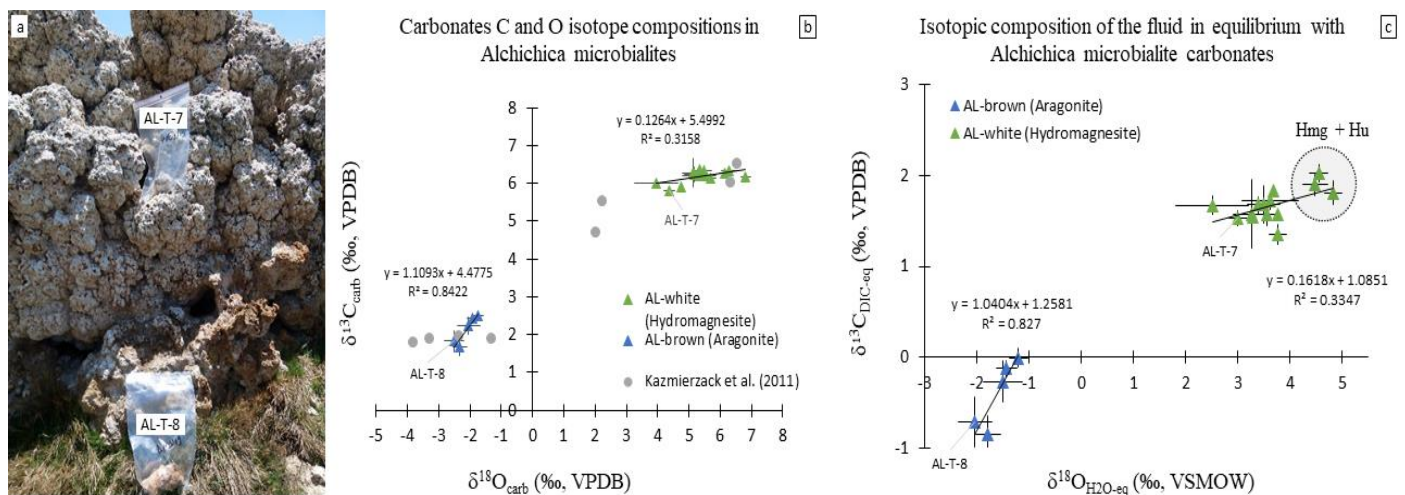 a
AL-T-7
AL-T-8
Carbonates C and O isotope compositions in
Alchichica microbialites
b
δ¹³C_carb (‰, VPDB)
8
7
6
5
4
3
2
1
0
y = 0.1264x + 5.4992
R² = 0.3158
AL-T-7
y = 1.1093x + 4.4775
R² = 0.8422
AL-T-8
AL-white
(Hydromagnesite)
AL-brown (Aragonite)
Kazmierzack et al. (2011)
-5 -4 -3 -2 -1 0 1 2 3 4 5 6 7 8
δ¹⁸O_carb (‰, VPDB)
Isotopic composition of the fluid in equilibrium with
Alchichica microbialite carbonates
c
δ¹³C_DIC-eq (‰, VPDB)
3
2
1
0
-1
AL-brown (Aragonite)
AL-white (Hydromagnesite)
Hmg + Hu
AL-T-7
y = 0.1618x + 1.0851
R² = 0.3347
y = 1.0404x + 1.2581
R² = 0.827
-3 -2 -1 0 1 2 3 4 5
AL-T-8
δ¹⁸O_H2O-eq (‰, VSMOW)